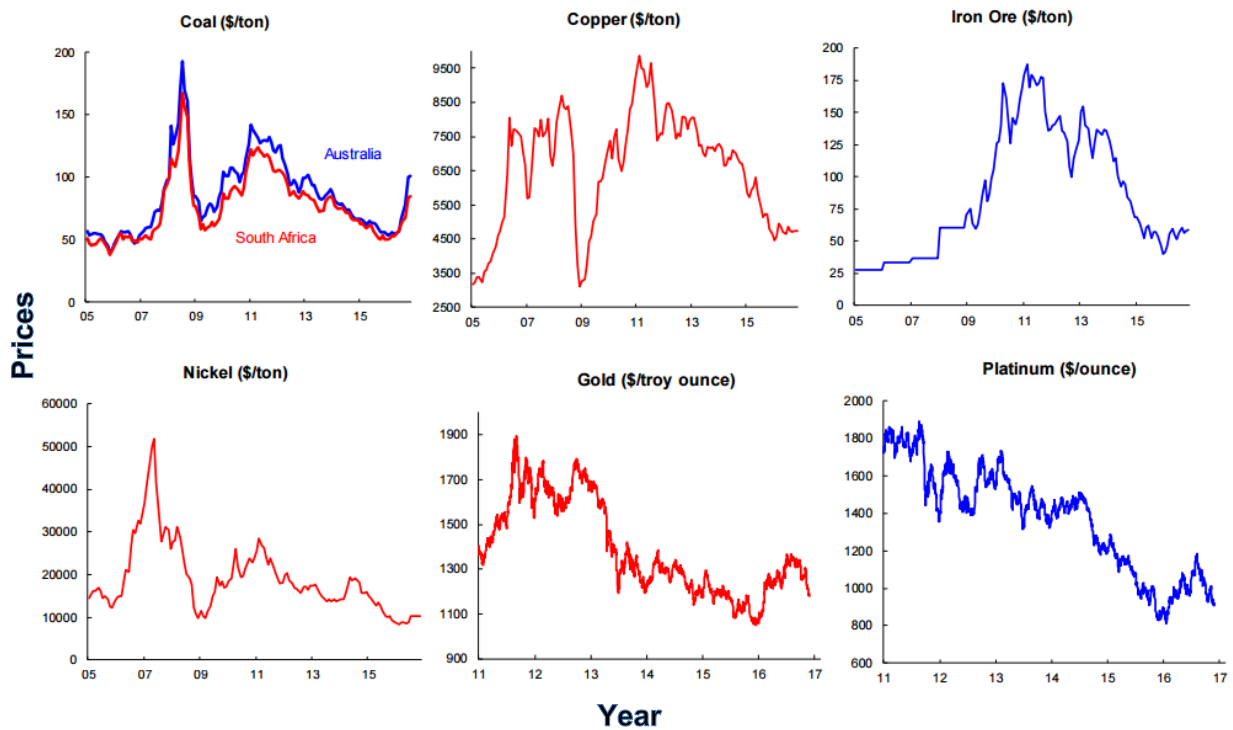 Coal ($/ton)
200
150
100
50
0
05 07 09 11 13 15
Australia
South Africa
Copper ($/ton)
9500
8500
7500
6500
5500
4500
3500
2500
05 07 09 11 13 15
Iron Ore ($/ton)
200
175
150
125
100
75
50
25
0
05 07 09 11 13 15
Prices
Nickel ($/ton)
60000
50000
40000
30000
20000
10000
0
05 07 09 11 13 15
Gold ($/troy ounce)
1900
1700
1500
1300
1100
900
11 12 13 14 15 16 17
Platinum ($/ounce)
2000
1800
1600
1400
1200
1000
800
600
11 12 13 14 15 16 17
Year